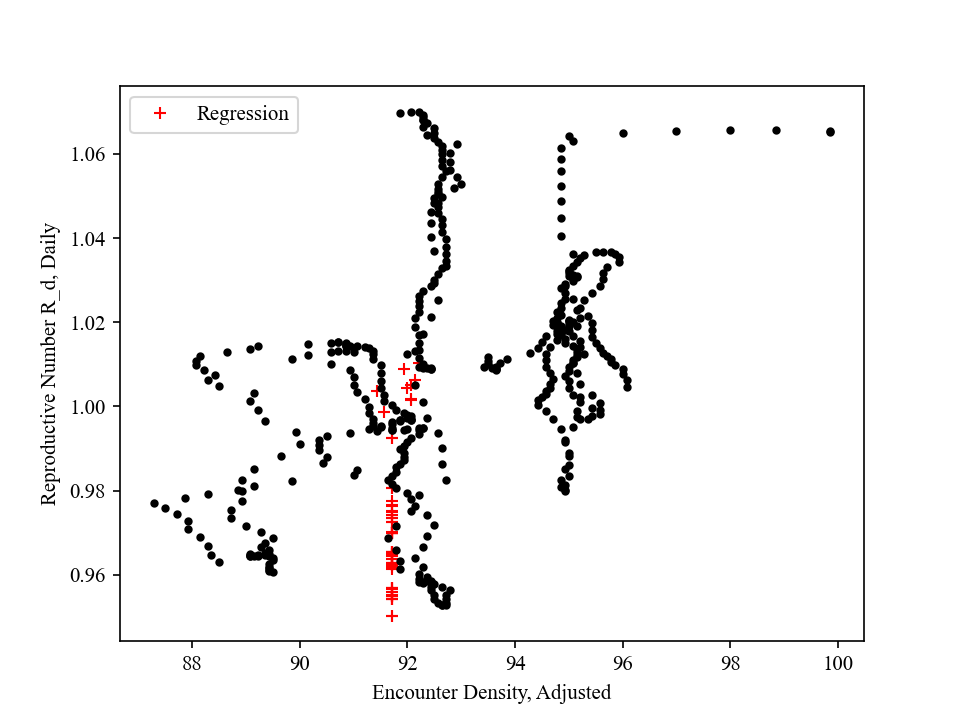 Regression
1.06
1.04
1.02
1.00
0.98
0.96
Reproductive Number R_d, Daily
88 90 92 94 96 98 100
Encounter Density, Adjusted